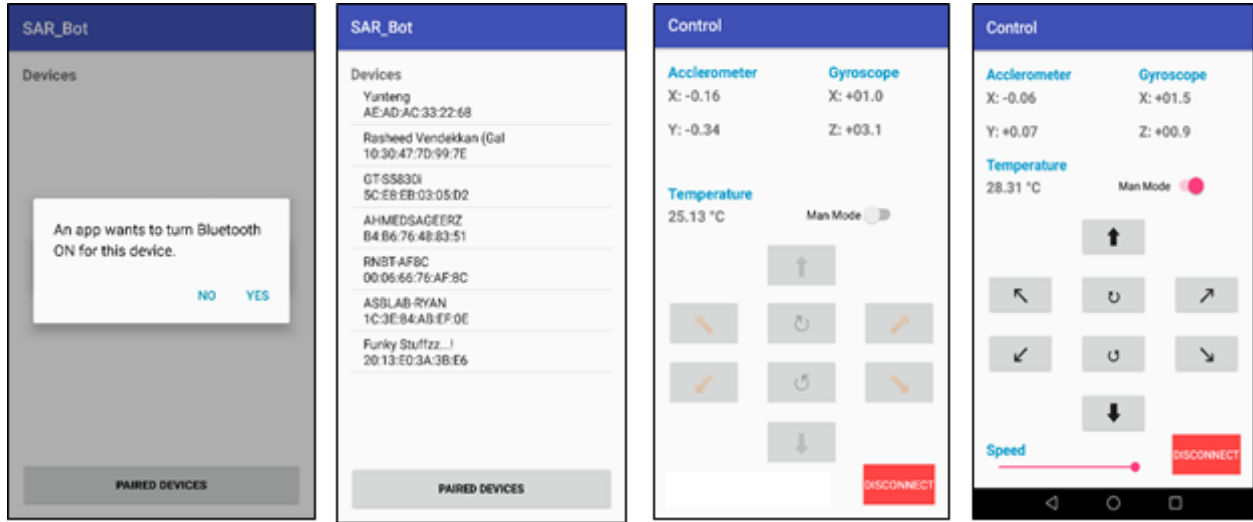 SAR_Bot
Devices
An app wants to turn Bluetooth
ON for this device.
NO YES
PAIRED DEVICES
SAR_Bot
Devices
Yunteng
AE:AD:AC:33:22:68
Rasheed Vendekkan (Gal
10:30:47:7D:99:7E
GT-S5830i
5C:E8:EB:03:05:D2
AHMEDSAGEERZ
B4:B6:76:48:83:51
RNBT-AF8C
00:06:66:76:AF:8C
ASBLAB-RYAN
1C:3E:84:AB:EF:0E
Funky Stuffzz...!
20:13:E0:3A:3B:E6
PAIRED DEVICES
Control
Acclerometer Gyroscope
X: -0.16 X: +01.0
Y: -0.34 Z: +03.1
Temperature
25.13 °C Man Mode
DISCONNECT
Control
Acclerometer Gyroscope
X: -0.06 X: +01.5
Y: +0.07 Z: +00.9
Temperature
28.31 °C Man Mode
Speed
DISCONNECT